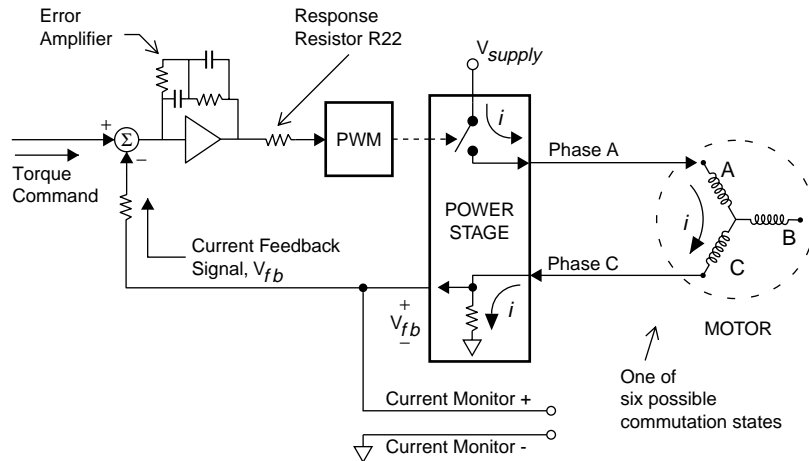 Error
Amplifier
Response
Resistor R22
V supply
i
+
Σ
−
PWM
Phase A
A
Torque
Command
POWER
STAGE
i
B
Current Feedback
Signal, V fb
Phase C
C
+
V fb
−
i
MOTOR
One of
six possible
commutation states
Current Monitor +
Current Monitor -